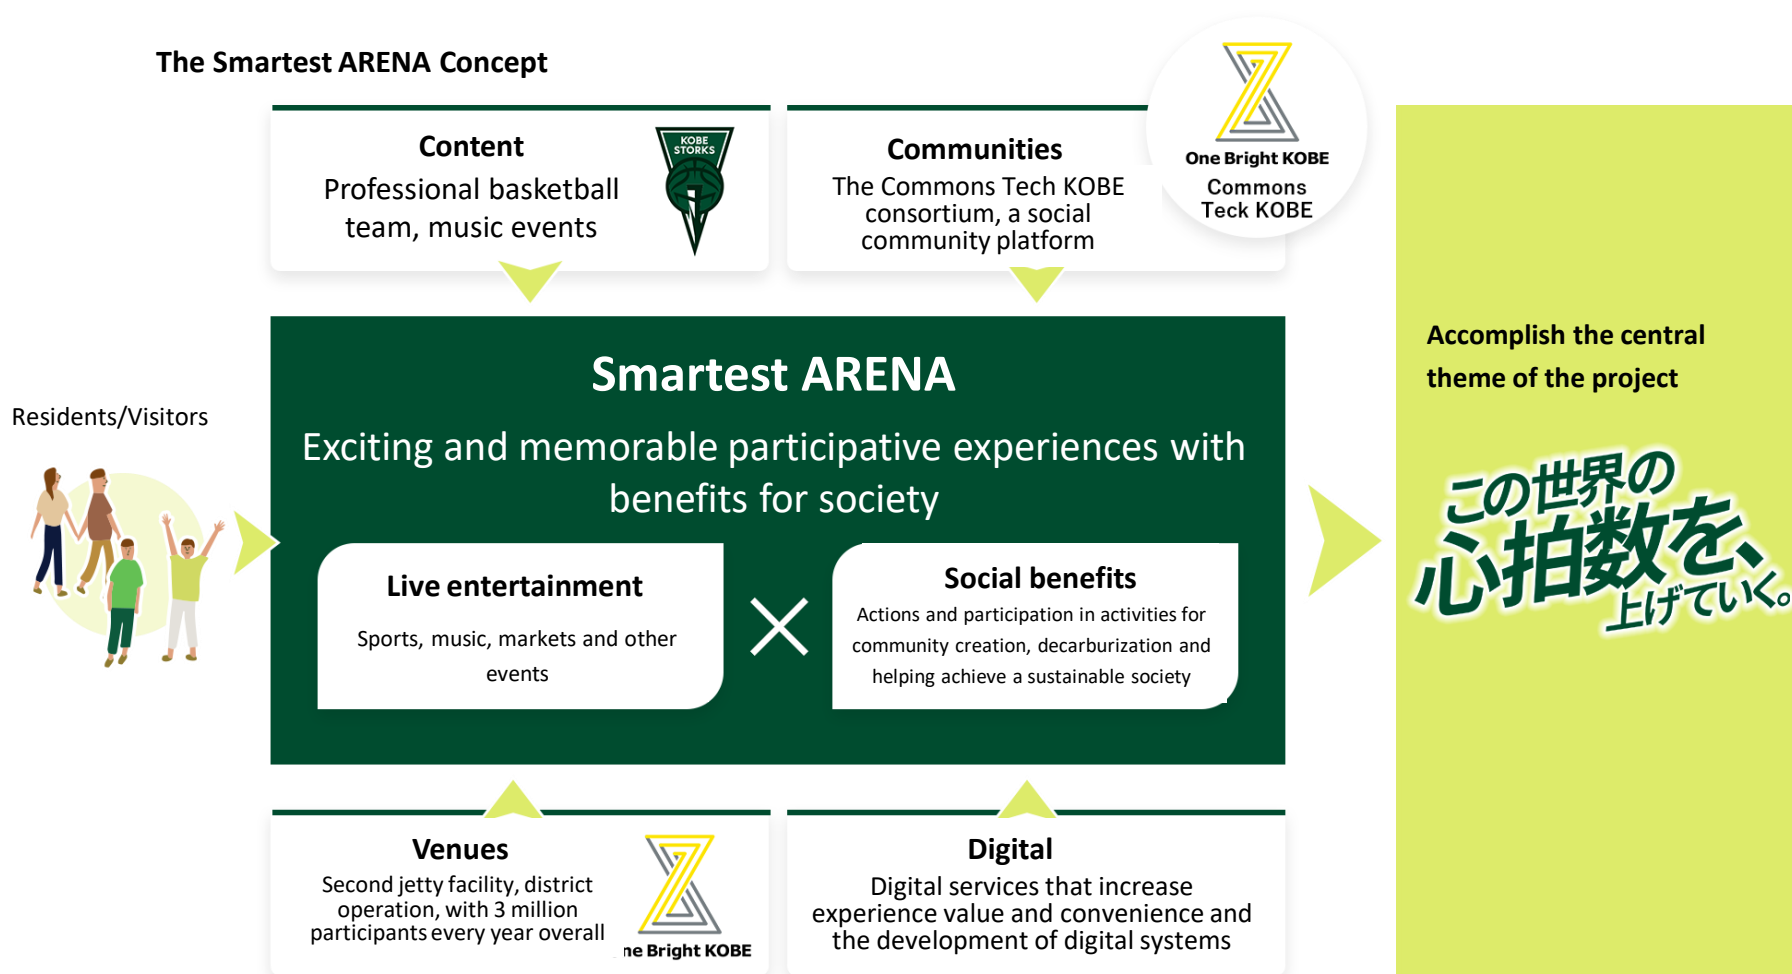 The Smartest ARENA Concept
Content
Professional basketball
team, music events
KOBE
STORKS
Communities
The Commons Tech KOBE
consortium, a social
community platform
One Bright KOBE
Commons
Teck KOBE
Residents/Visitors
Smartest ARENA
Exciting and memorable participative experiences with
benefits for society
Live entertainment
Sports, music, markets and other
events
Social benefits
Actions and participation in activities for
community creation, decarburization and
helping achieve a sustainable society
Accomplish the central
theme of the project
この世界の
心拍数を、
上げていく。
Venues
Second jetty facility, district
operation, with 3 million
participants every year overall
ne Bright KOBE
Digital
Digital services that increase
experience value and convenience and
the development of digital systems